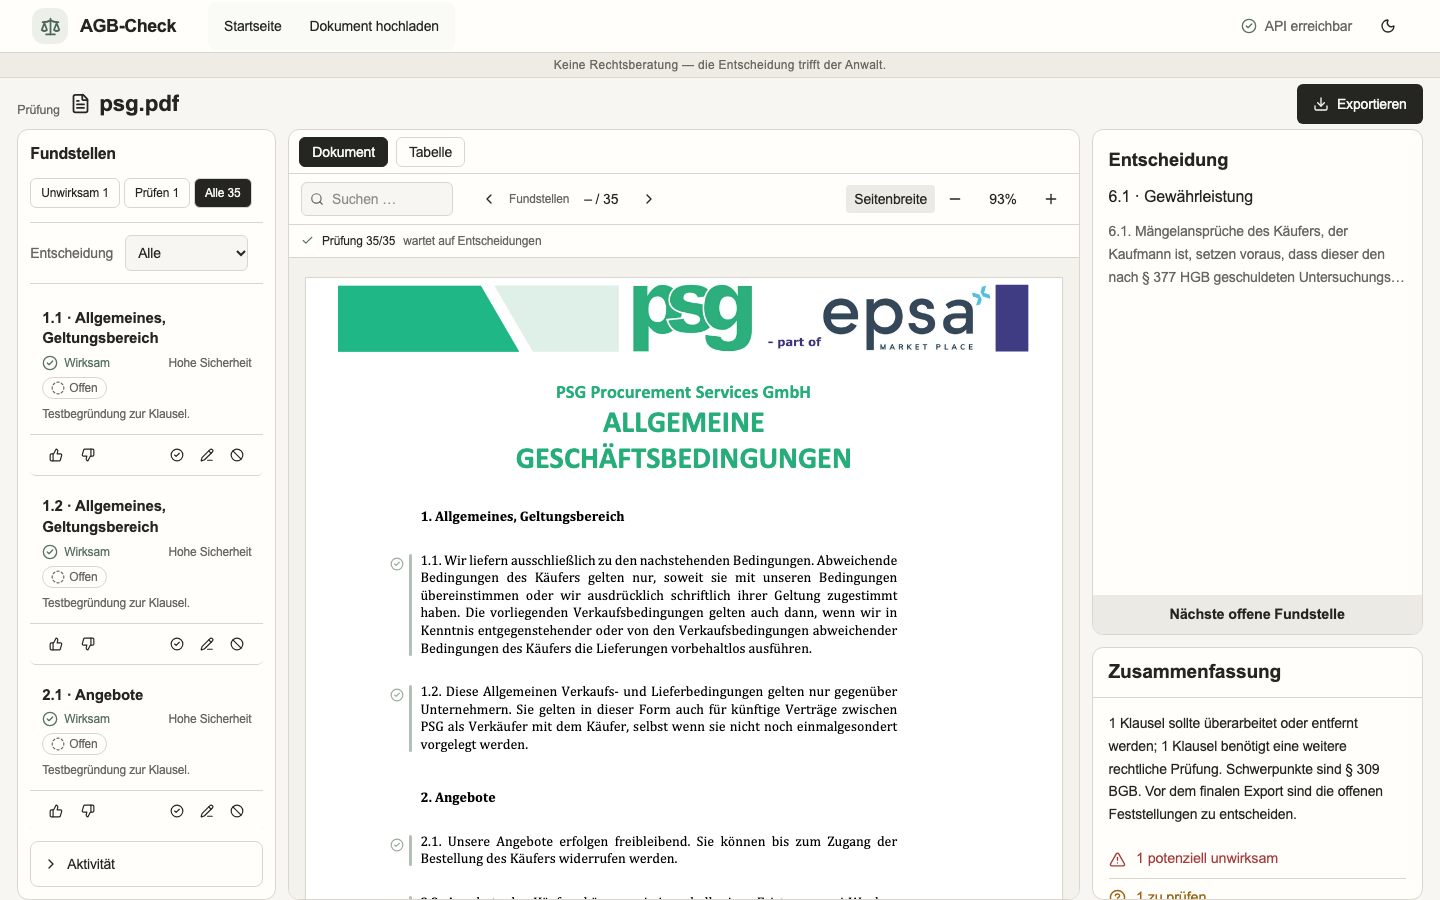 AGB-Check
Startseite
Dokument hochladen
API erreichbar
Keine Rechtsberatung — die Entscheidung trifft der Anwalt.
Prüfung
psg.pdf
Exportieren
Fundstellen
Unwirksam 1
Prüfen 1
Alle 35
Entscheidung
Alle
1.1 · Allgemeines,
Geltungsbereich
Wirksam
Hohe Sicherheit
Offen
Testbegründung zur Klausel.
1.2 · Allgemeines,
Geltungsbereich
Wirksam
Hohe Sicherheit
Offen
Testbegründung zur Klausel.
2.1 · Angebote
Wirksam
Hohe Sicherheit
Offen
Testbegründung zur Klausel.
Aktivität
Dokument
Tabelle
Suchen …
Fundstellen
– / 35
Seitenbreite
93%
Prüfung 35/35 wartet auf Entscheidungen
psg
- part of
epsa
MARKET PLACE
PSG Procurement Services GmbH
ALLGEMEINE
GESCHÄFTSBEDINGUNGEN
1. Allgemeines, Geltungsbereich
1.1. Wir liefern ausschließlich zu den nachstehenden Bedingungen. Abweichende
Bedingungen des Käufers gelten nur, soweit sie mit unseren Bedingungen
übereinstimmen oder wir ausdrücklich schriftlich ihrer Geltung zugestimmt
haben. Die vorliegenden Verkaufsbedingungen gelten auch dann, wenn wir in
Kenntnis entgegenstehender oder von den Verkaufsbedingungen abweichender
Bedingungen des Käufers die Lieferungen vorbehaltlos ausführen.
1.2. Diese Allgemeinen Verkaufs- und Lieferbedingungen gelten nur gegenüber
Unternehmern. Sie gelten in dieser Form auch für künftige Verträge zwischen
PSG als Verkäufer mit dem Käufer, selbst wenn sie nicht noch einmalgesondert
vorgelegt werden.
2. Angebote
2.1. Unsere Angebote erfolgen freibleibend. Sie können bis zum Zugang der
Bestellung des Käufers widerrufen werden.
Entscheidung
6.1 · Gewährleistung
6.1. Mängelansprüche des Käufers, der
Kaufmann ist, setzen voraus, dass dieser den
nach § 377 HGB geschuldeten Untersuchungs…
Nächste offene Fundstelle
Zusammenfassung
1 Klausel sollte überarbeitet oder entfernt
werden; 1 Klausel benötigt eine weitere
rechtliche Prüfung. Schwerpunkte sind § 309
BGB. Vor dem finalen Export sind die offenen
Feststellungen zu entscheiden.
1 potenziell unwirksam
1 zu prüfen